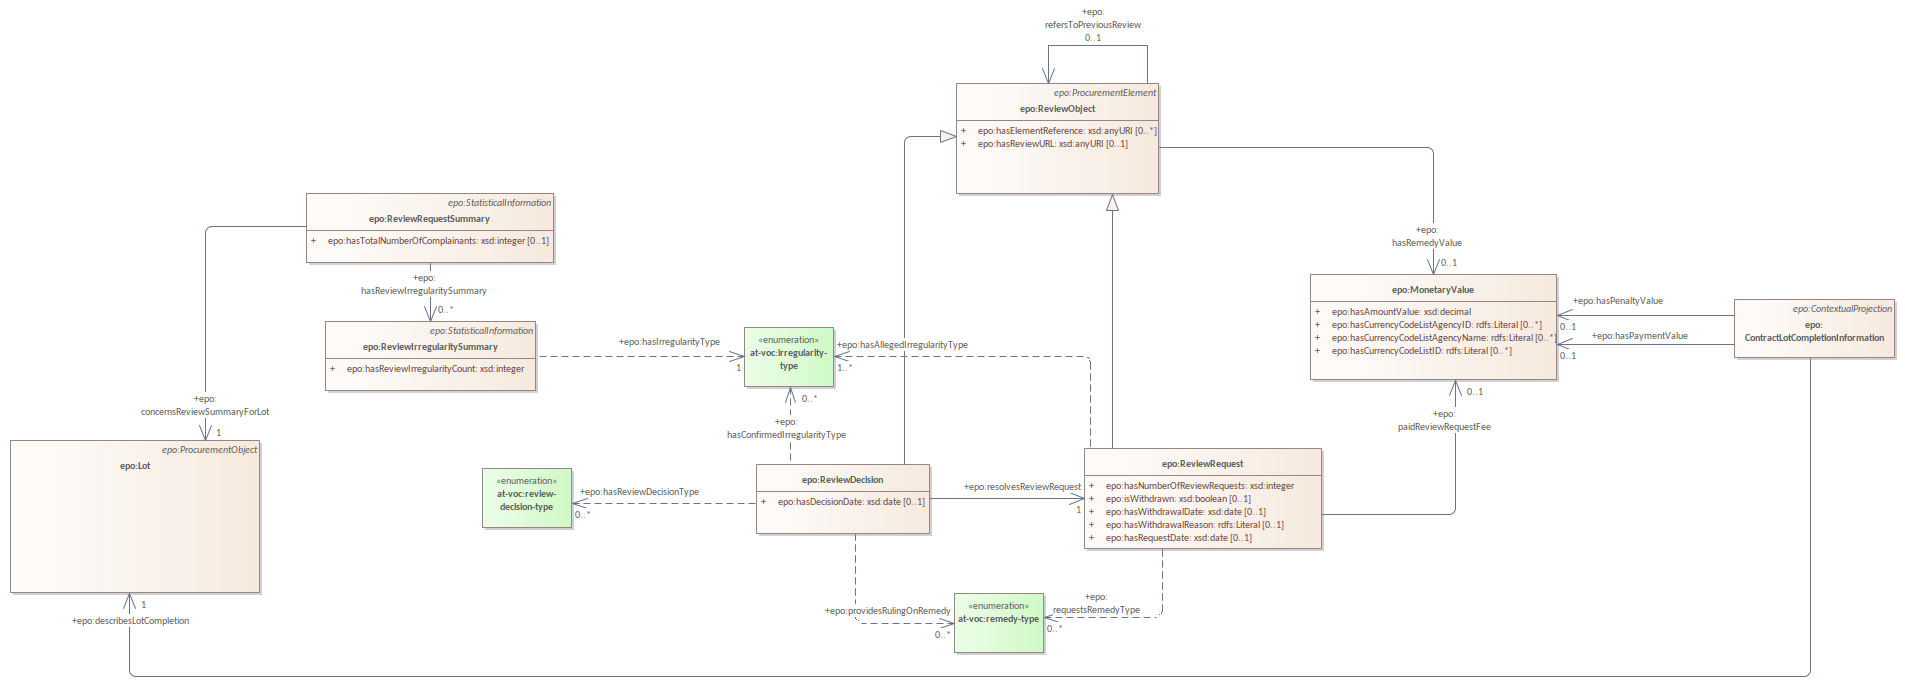 +epo:
refersToPreviousReview
0..1
epo:ProcurementElement
epo:ReviewObject
+ epo:hasElementReference: xsd:anyURI [0..*]
+ epo:hasReviewURL: xsd:anyURI [0..1]
epo:StatisticalInformation
epo:ReviewRequestSummary
+ epo:hasTotalNumberOfComplainants: xsd:integer [0..1]
+epo:
hasRemedyValue
0..1
+epo:
hasReviewIrregularitySummary
0..*
epo:MonetaryValue
+ epo:hasAmountValue: xsd:decimal
+ epo:hasCurrencyCodeListAgencyID: rdfs:Literal [0..*]
+ epo:hasCurrencyCodeListAgencyName: rdfs:Literal [0..*]
+ epo:hasCurrencyCodeListID: rdfs:Literal [0..*]
+epo:hasPenaltyValue
0..1
+epo:hasPaymentValue
0..1
epo:ContextualProjection
epo:
ContractLotCompletionInformation
epo:StatisticalInformation
epo:ReviewIrregularitySummary
+ epo:hasReviewIrregularityCount: xsd:integer
+epo:hasIrregularityType
1
«enumeration»
at-voc:irregularity-
type
+epo:hasAllegedIrregularityType
1..*
+epo:
concernsReviewSummaryForLot
1
0..*
+epo:
hasConfirmedIrregularityType
0..1
+epo:
paidReviewRequestFee
epo:ProcurementObject
epo:Lot
«enumeration»
at-voc:review-
decision-type
+epo:hasReviewDecisionType
0..*
epo:ReviewDecision
+ epo:hasDecisionDate: xsd:date [0..1]
+epo:resolvesReviewRequest
1
epo:ReviewRequest
+ epo:hasNumberOfReviewRequests: xsd:integer
+ epo:isWithdrawn: xsd:boolean [0..1]
+ epo:hasWithdrawalDate: xsd:date [0..1]
+ epo:hasWithdrawalReason: rdfs:Literal [0..1]
+ epo:hasRequestDate: xsd:date [0..1]
1
+epo:describesLotCompletion
+epo:providesRulingOnRemedy
0..*
«enumeration»
at-voc:remedy-type
+epo:
requestsRemedyType
0..*